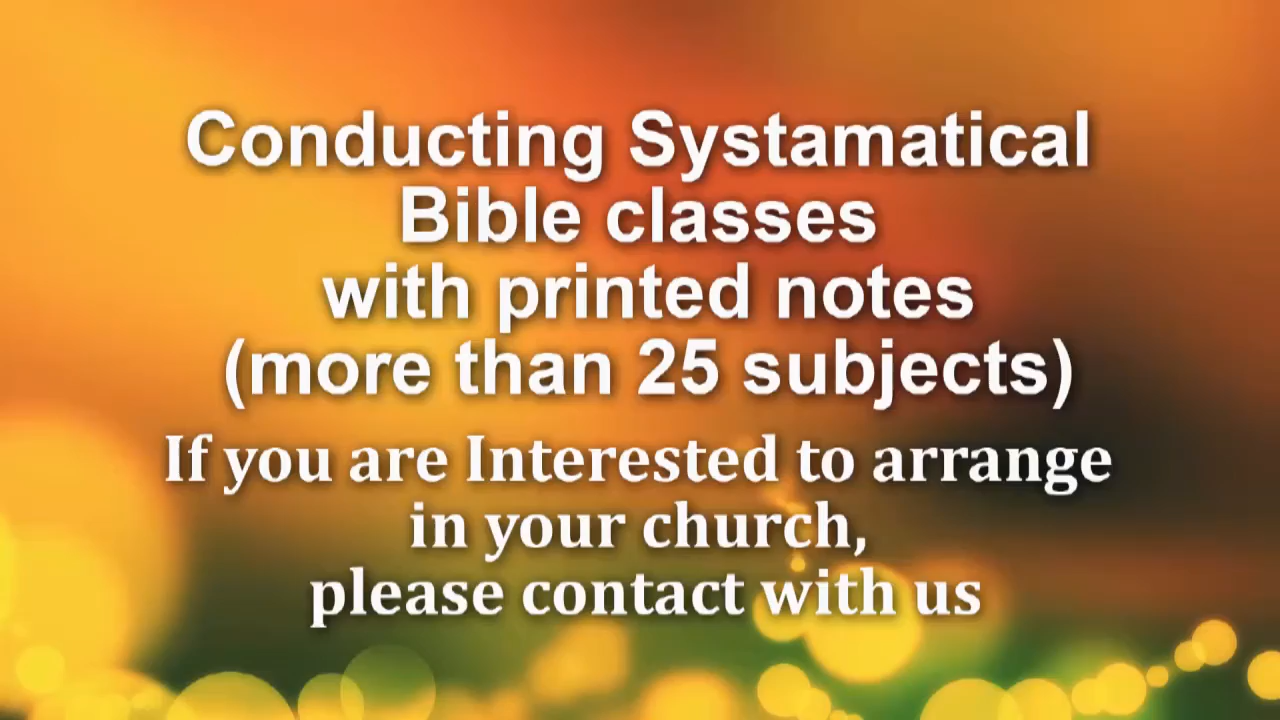 Conducting Systamatical
Bible classes
with printed notes
(more than 25 subjects)
If you are Interested to arrange
in your church,
please contact with us